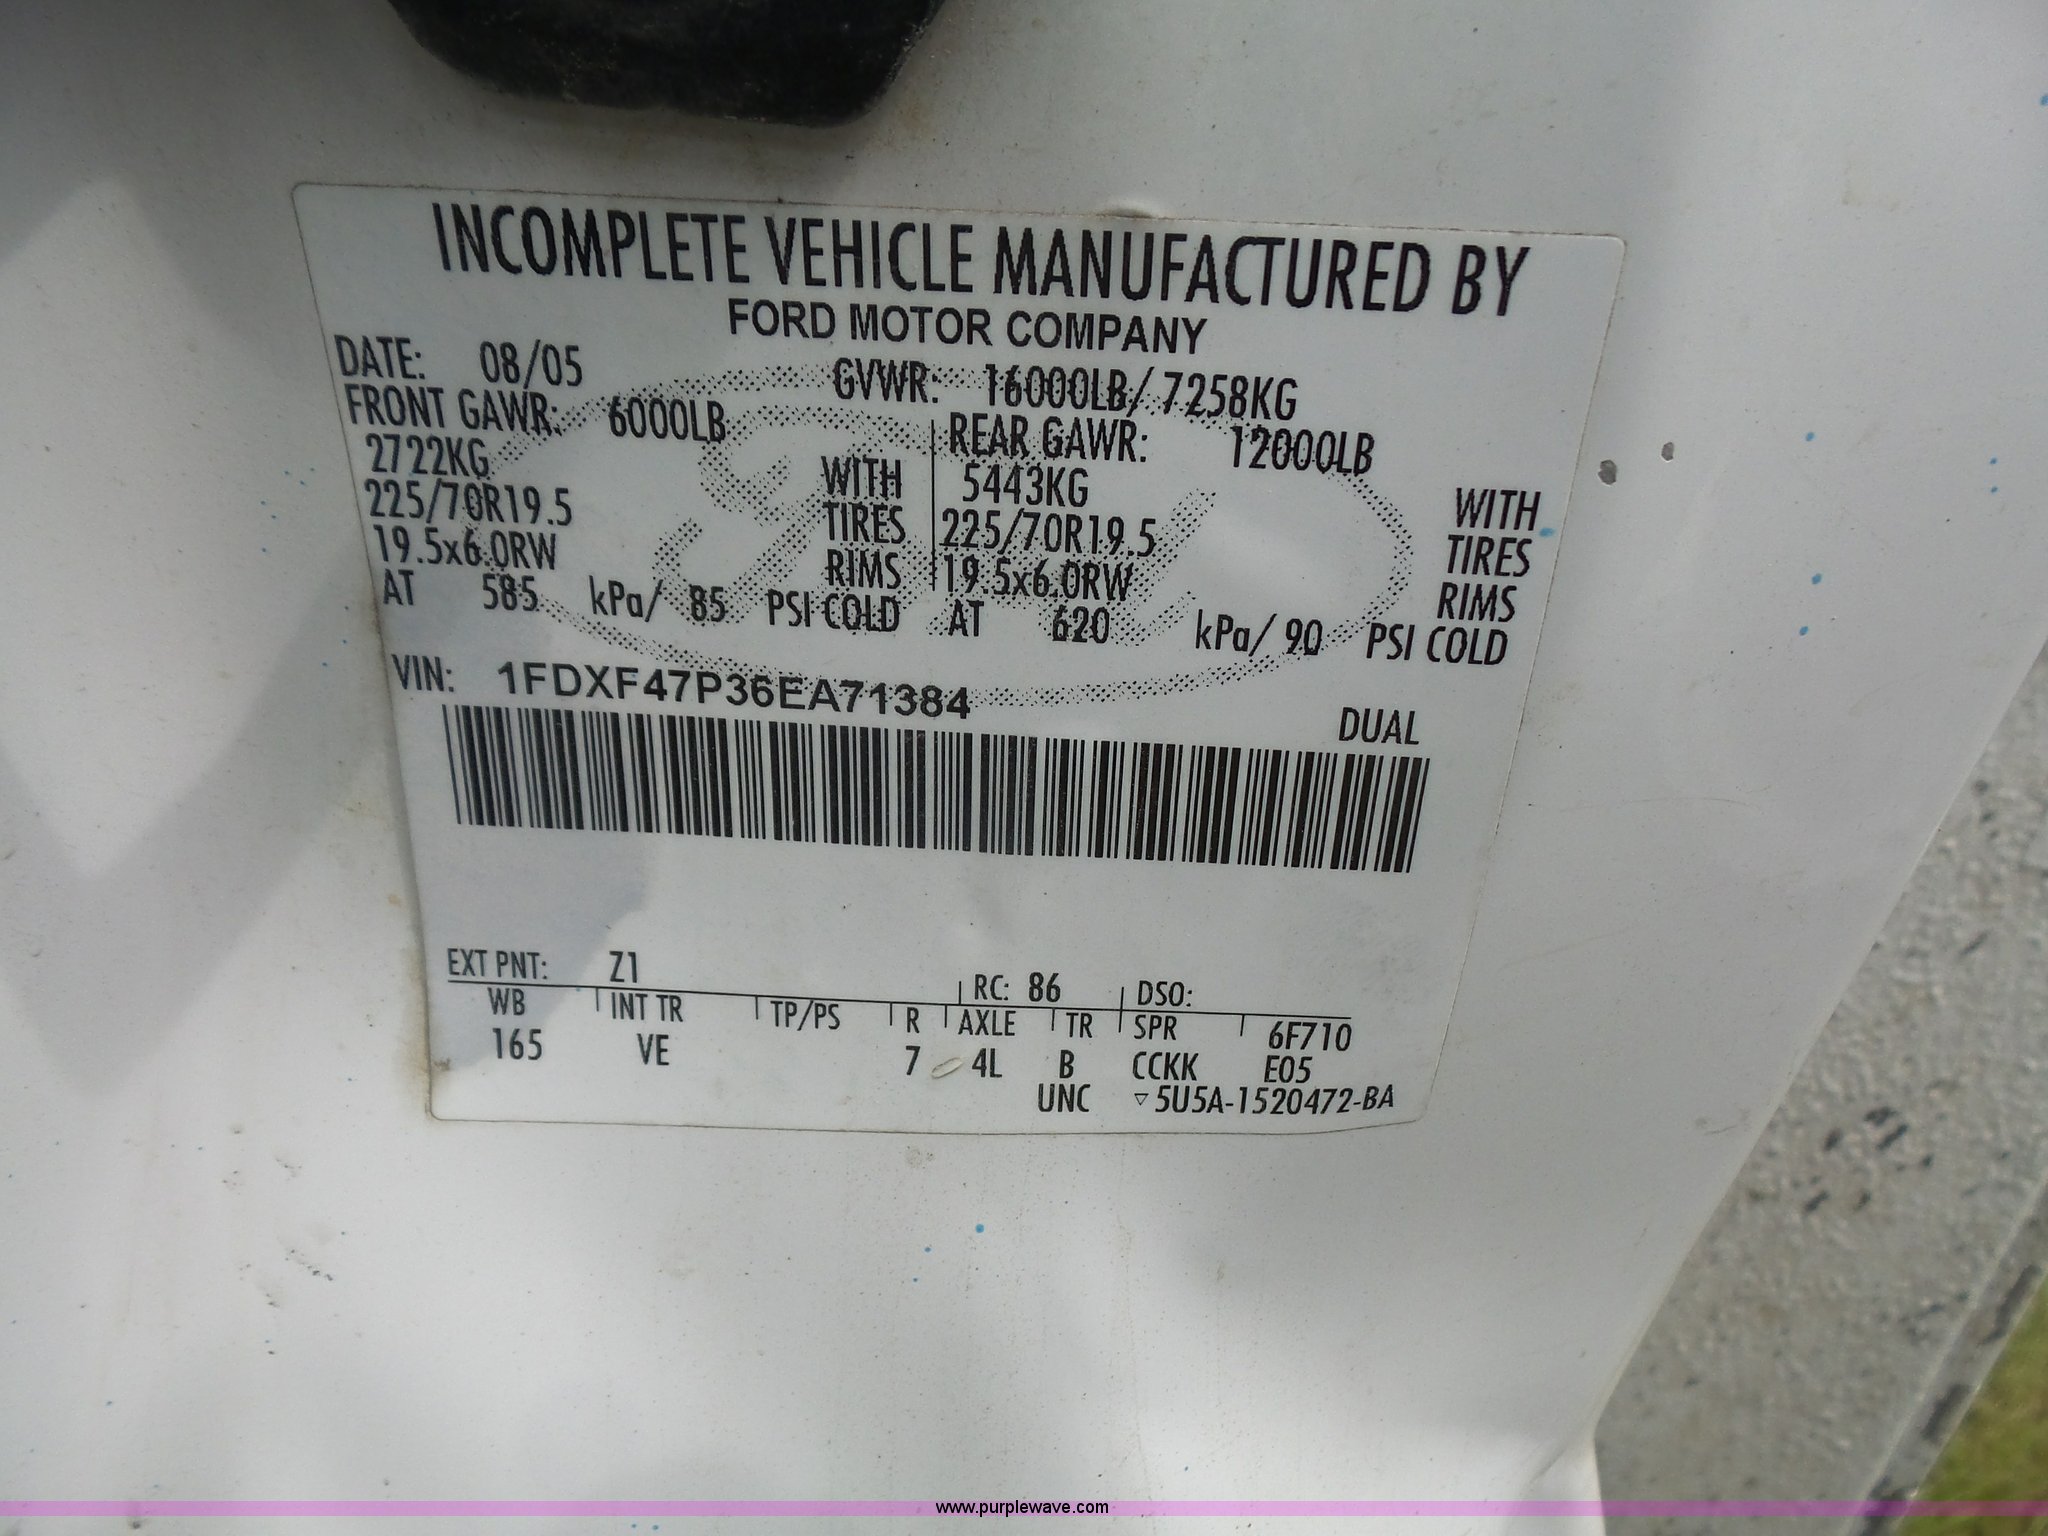 INCOMPLETE VEHICLE MANUFACTURED BY
FORD MOTOR COMPANY
DATE: 08/05 GVWR: 16000LB/ 7258KG
FRONT GAWR: 6000LB REAR GAWR: 12000LB
2722KG WITH 5443KG WITH
225/70R19.5 TIRES 225/70R19.5 TIRES
19.5x6.0RW RIMS 19.5x6.0RW RIMS
AT 585 kPa/ 85 PSI COLD AT 620 kPa/ 90 PSI COLD
VIN: 1FDXF47P36EA71384
DUAL
EXT PNT: Z1 RC: 86 DSO:
WB INT TR TP/PS R AXLE TR SPR 6F710
165 VE 7 4L B CCKK E05
UNC ▽5U5A-1520472-BA
www.purplewave.com